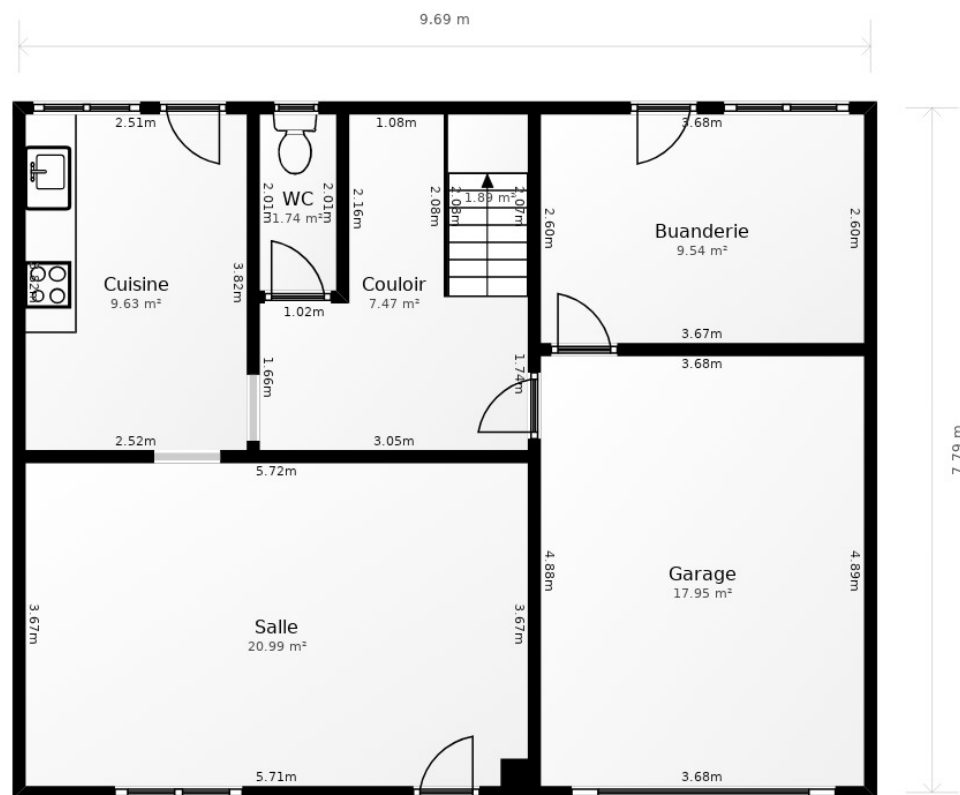 9.69 m
2.51m
1.08m
3.68m
2.01m
WC
1.74 m²
2.01m
2.16m
2.08m
2.08m
1.89 m²
2.07m
2.60m
Buanderie
9.54 m²
2.60m
Cuisine
9.63 m²
3.82m
3.82m
Couloir
7.47 m²
1.02m
3.67m
3.68m
1.66m
1.74m
2.52m
3.05m
7.79 m
5.72m
4.88m
Garage
17.95 m²
4.89m
3.67m
Salle
20.99 m²
3.67m
5.71m
3.68m